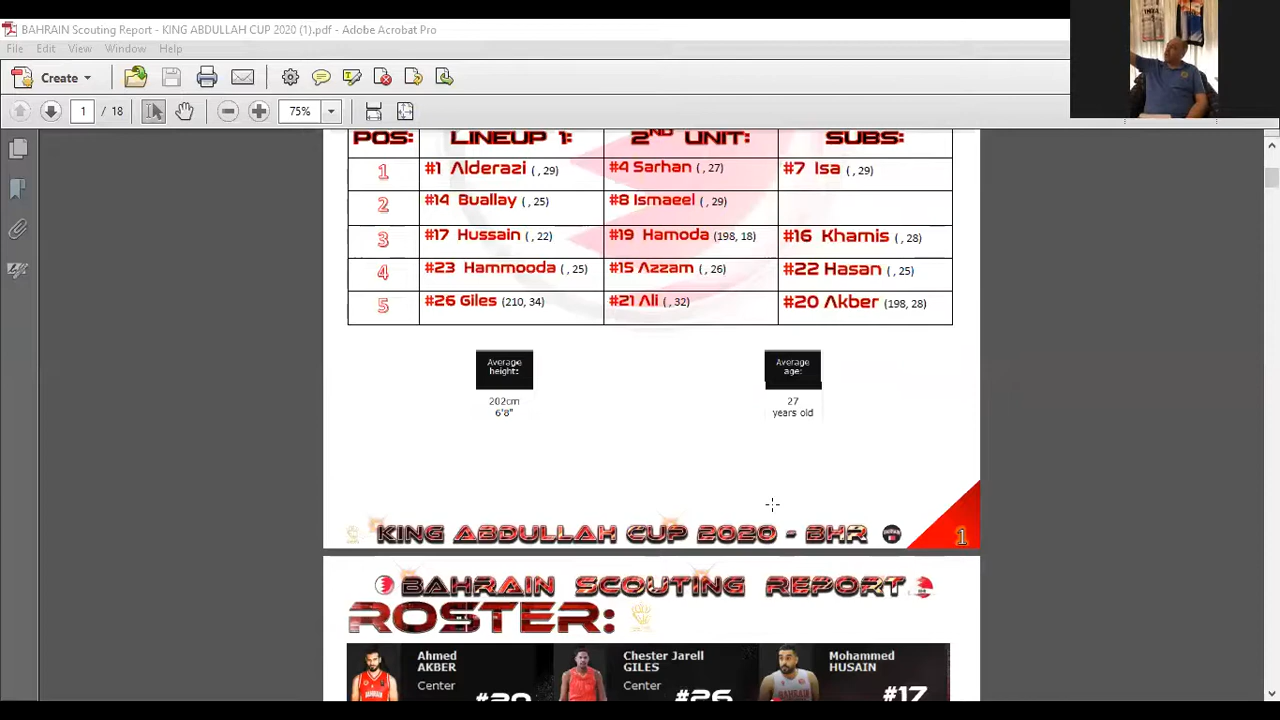 BAHRAIN Scouting Report - KING ABDULLAH CUP 2020 (1).pdf - Adobe Acrobat Pro
File Edit View Window Help
Create
1 / 18 75%
POS: LINEUP 1: 2ND UNIT: SUBS:
1 #1 Alderazi ( , 29) #4 Sarhan ( , 27) #7 Isa ( , 29)
2 #14 Buallay ( , 25) #8 Ismaeel ( , 29)
3 #17 Hussain ( , 22) #19 Hamoda (198, 18) #16 Khamis ( , 28)
4 #23 Hammooda ( , 25) #15 Azzam ( , 26) #22 Hasan ( , 25)
5 #26 Giles (210, 34) #21 Ali ( , 32) #20 Akber (198, 28)
Average height: Average age:
202cm 27
6'8" years old
KING ABDULLAH CUP 2020 - BHR 1
BAHRAIN SCOUTING REPORT
ROSTER:
Ahmed AKBER Center #20
Chester Jarell GILES Center #26
Mohammed HUSAIN #17